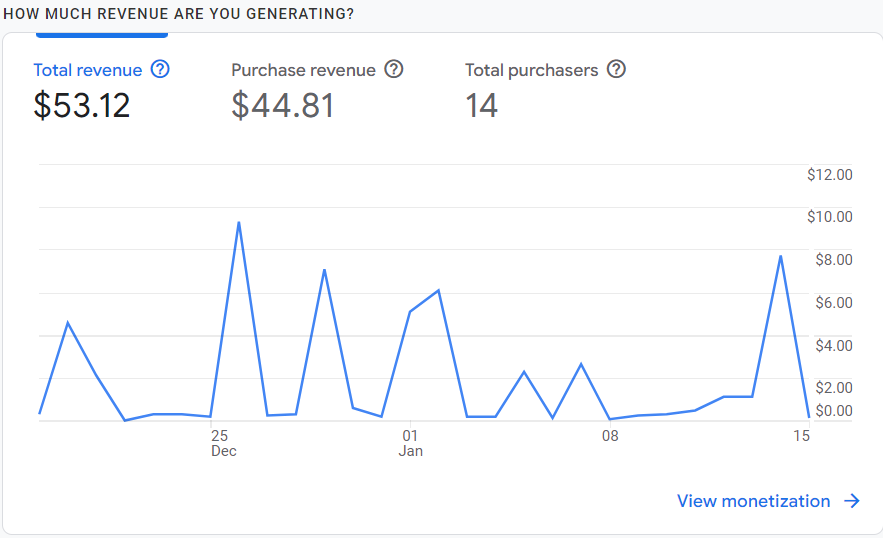 HOW MUCH REVENUE ARE YOU GENERATING?
Total revenue Purchase revenue Total purchasers
$53.12 $44.81 14
$12.00
$10.00
$8.00
$6.00
$4.00
$2.00
$0.00
25 01 08 15
Dec Jan
View monetization